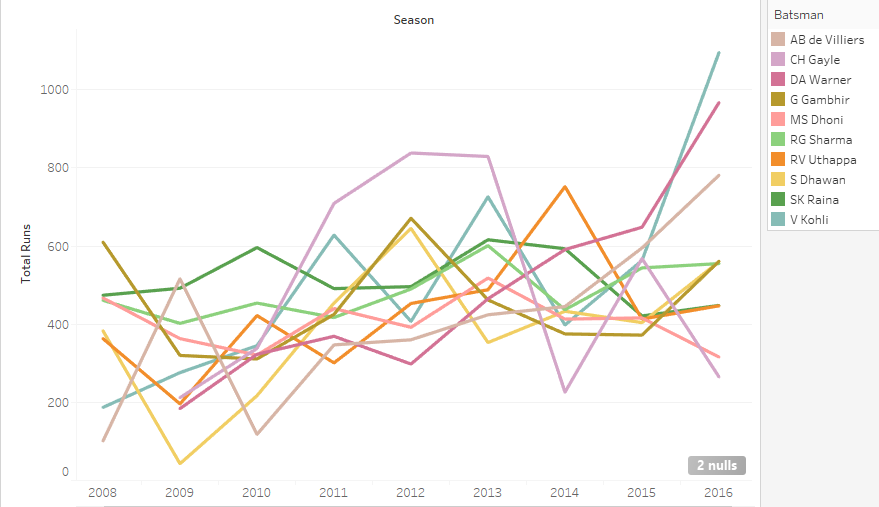 Season
Batsman
AB de Villiers
CH Gayle
DA Warner
G Gambhir
MS Dhoni
RG Sharma
RV Uthappa
S Dhawan
SK Raina
V Kohli
Total Runs
1000
800
600
400
200
0
2 nulls
2008 2009 2010 2011 2012 2013 2014 2015 2016